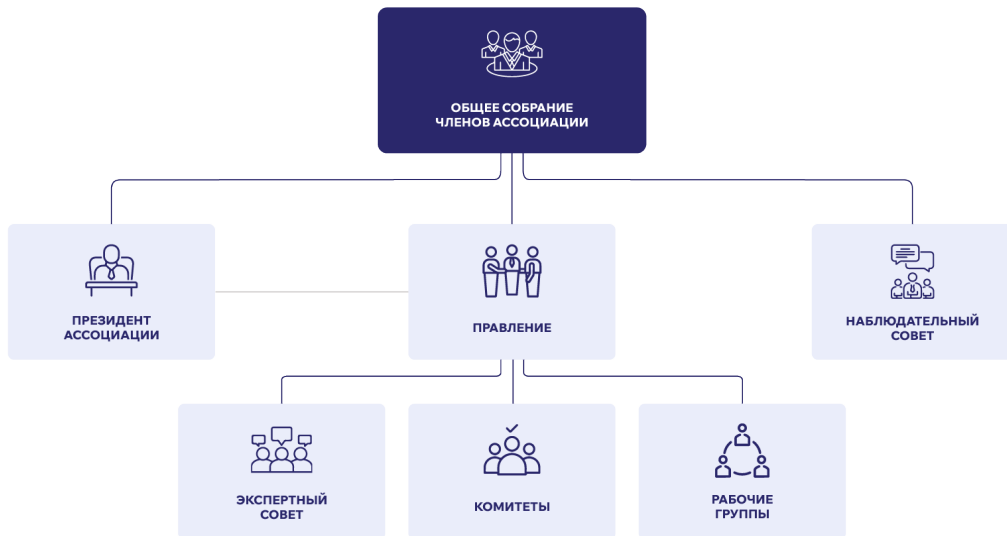 ОБЩЕЕ СОБРАНИЕ
ЧЛЕНОВ АССОЦИАЦИИ
ПРЕЗИДЕНТ
АССОЦИАЦИИ
ПРАВЛЕНИЕ
НАБЛЮДАТЕЛЬНЫЙ
СОВЕТ
ЭКСПЕРТНЫЙ
СОВЕТ
КОМИТЕТЫ
РАБОЧИЕ
ГРУППЫ